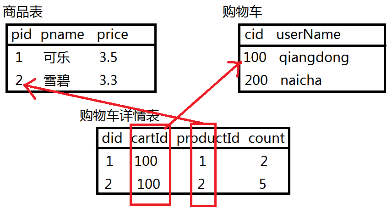 商品表
pid pname price
1 可乐 3.5
2 雪碧 3.3
购物车
cid userName
100 qiangdong
200 naicha
购物车详情表
did cartId productId count
1 100 1 2
2 100 2 5